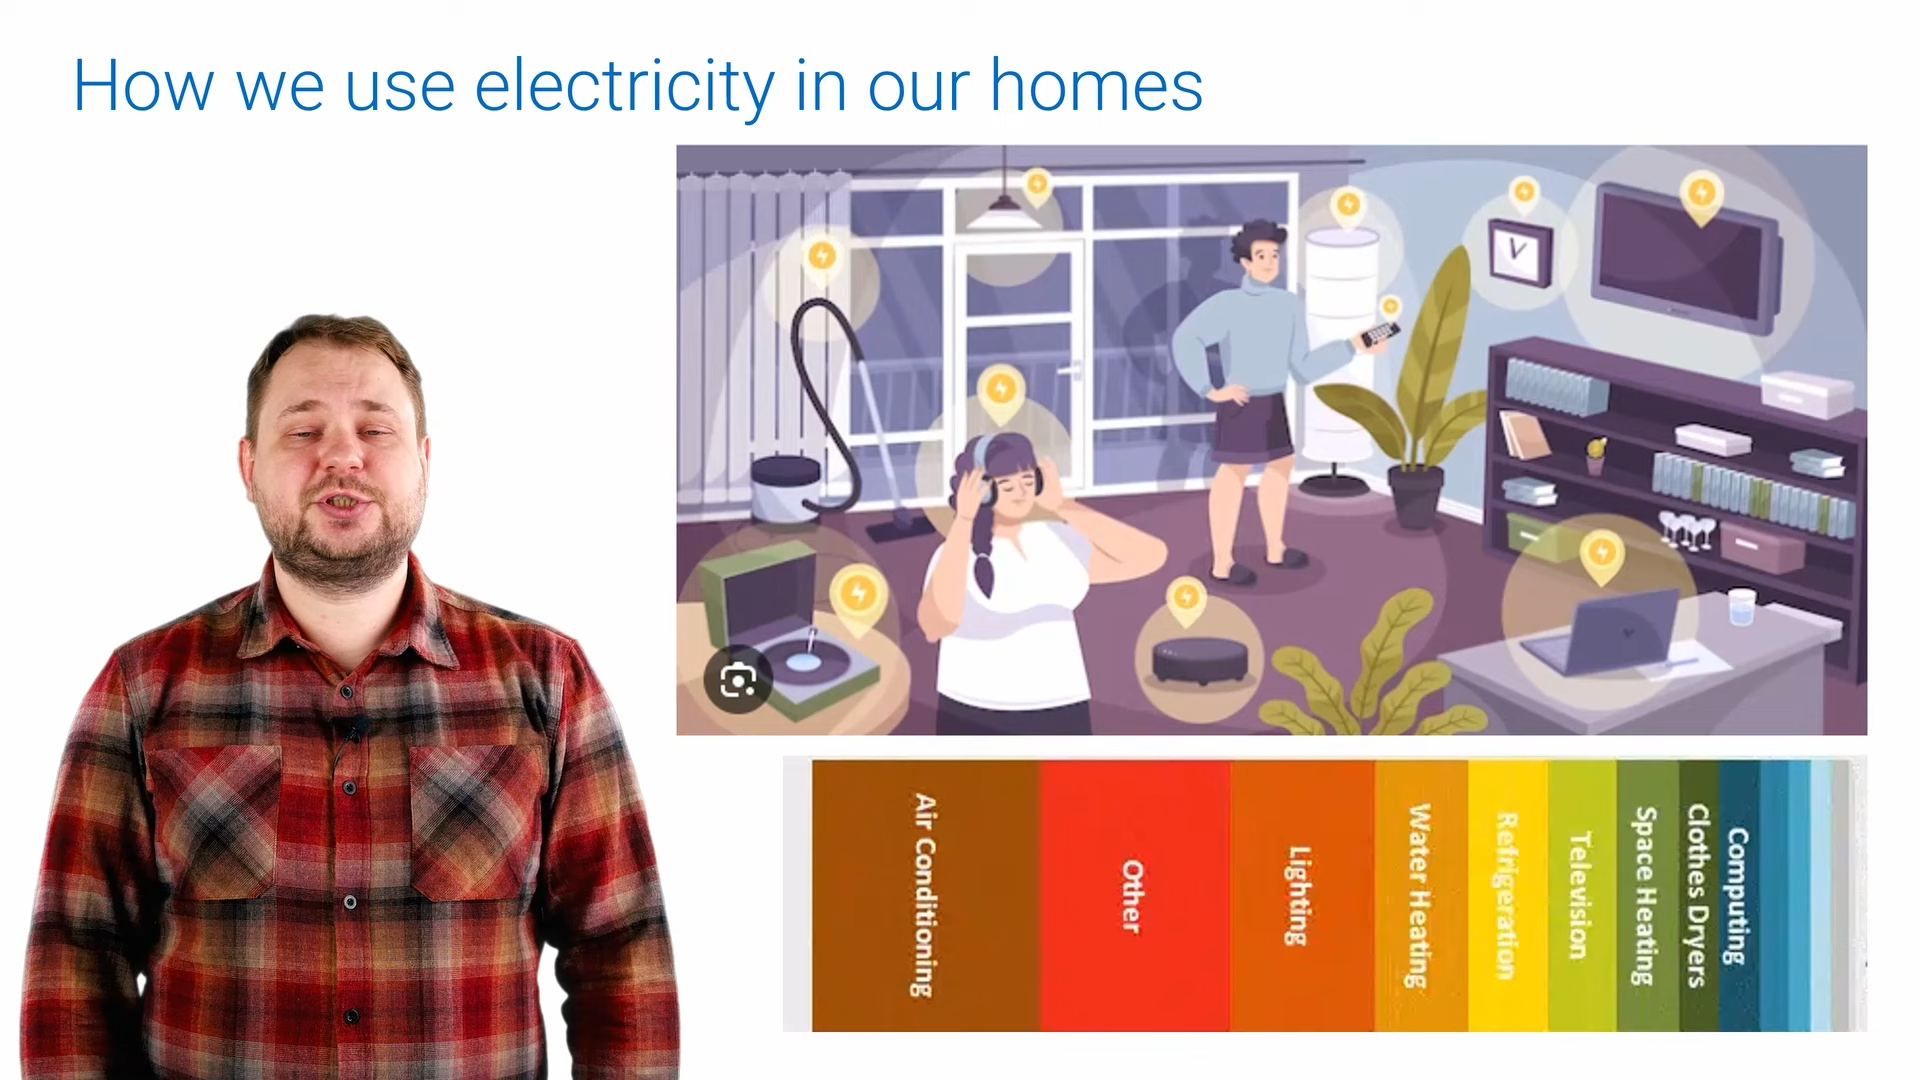 How we use electricity in our homes
Air Conditioning
Other
Lighting
Water Heating
Refrigeration
Television
Space Heating
Clothes Dryers
Computing